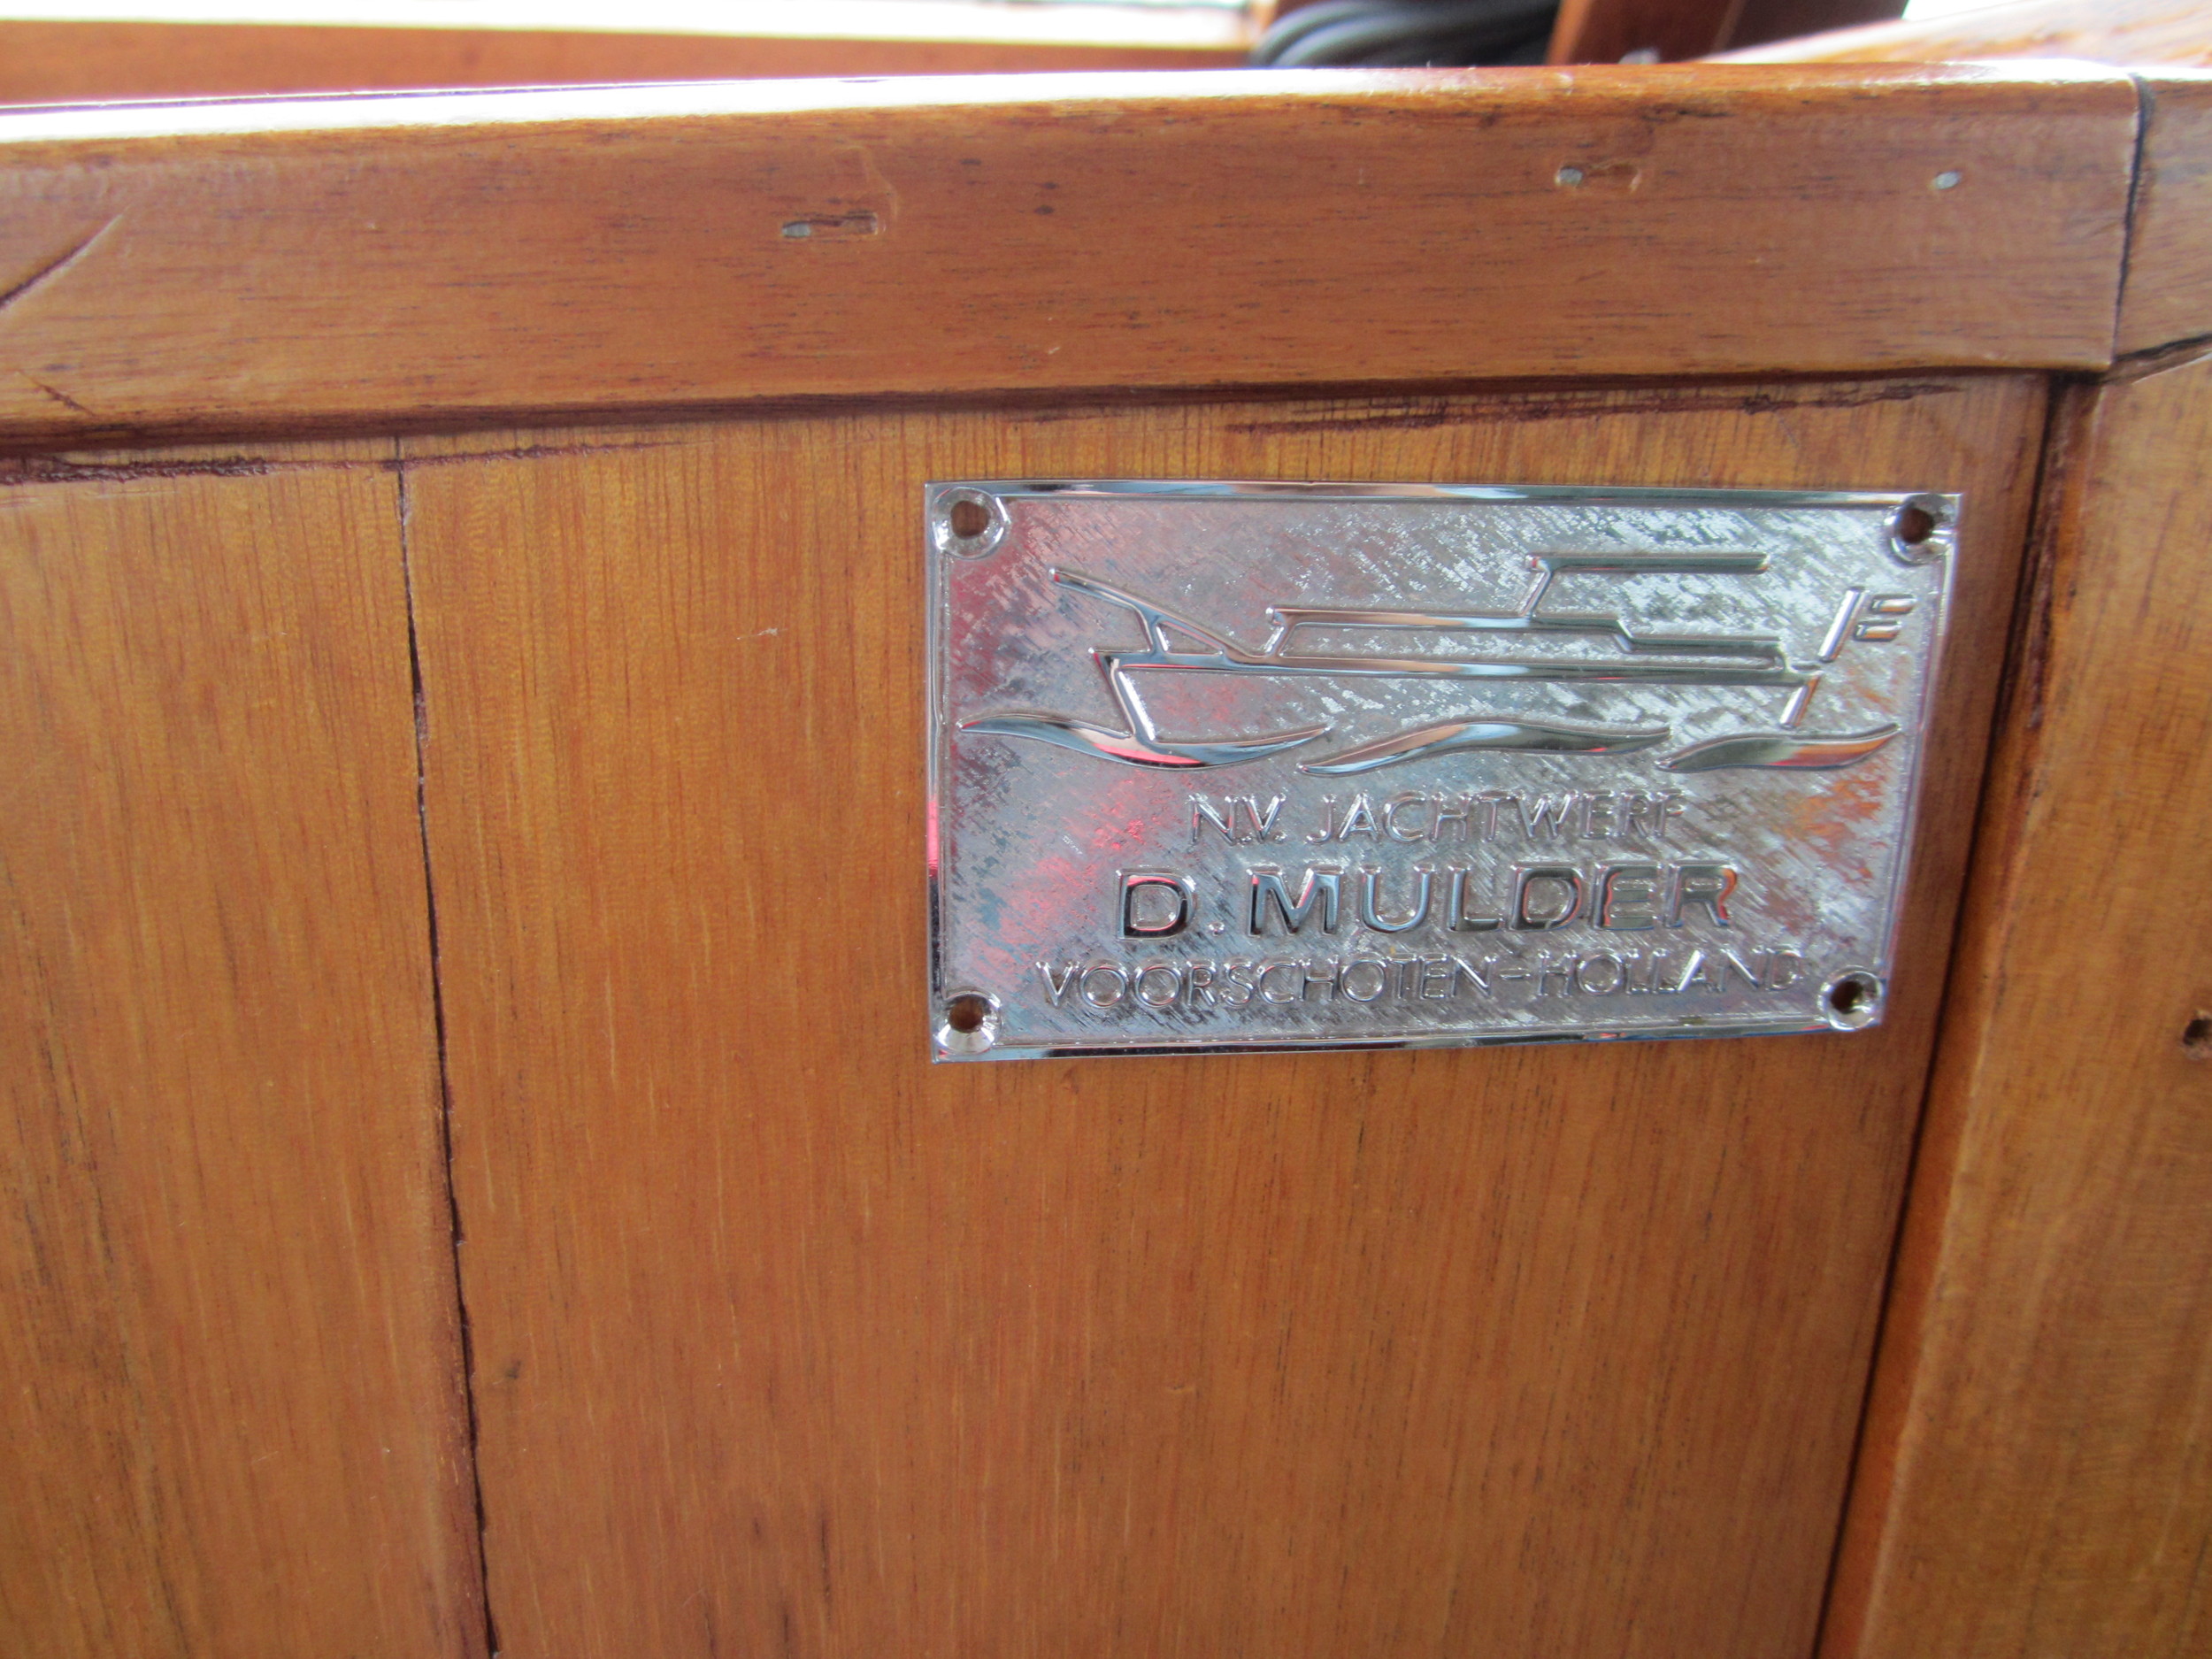 N.V. JACHTWERF
D. MULDER
VOORSCHOTEN-HOLLAND